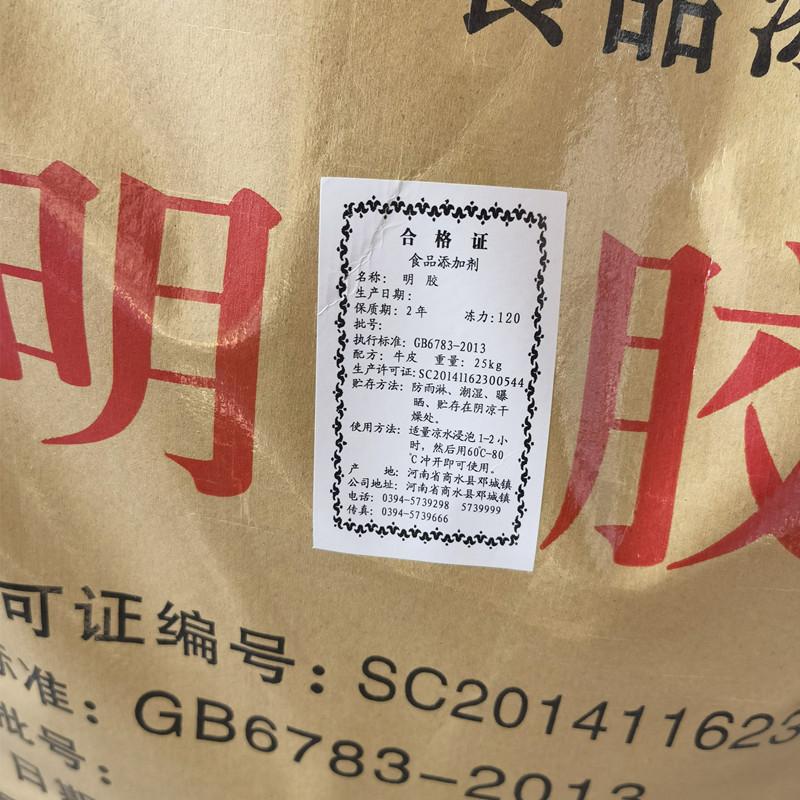 食品
明
胶
合格证
食品添加剂
名称： 明 胶
生产日期：
保质期：2年 冻力：120
批号：
执行标准：GB6783-2013
配方：牛皮 重量：25kg
生产许可证：SC20141162300544
贮存方法：防雨淋、潮湿、曝
晒、贮存在阴凉干
燥处。
使用方法：适量凉水浸泡1-2小
时，然后用60℃-80
℃冲开即可使用。
产 地：河南省商水县邓城镇
公司地址：河南省商水县邓城镇
电话：0394-5739298 5739999
传真：0394-5739666
可证编号：SC201411623
标准：GB6783-2013
批号：
日期